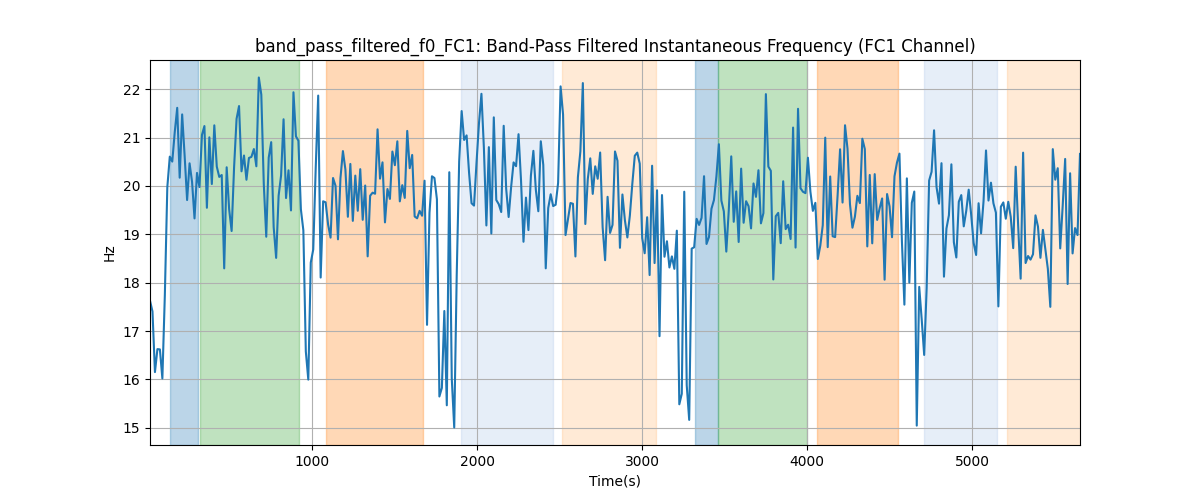 band_pass_filtered_f0_FC1: Band-Pass Filtered Instantaneous Frequency (FC1 Channel)
22
21
20
19
18
17
16
15
Hz
1000 2000 3000 4000 5000
Time(s)